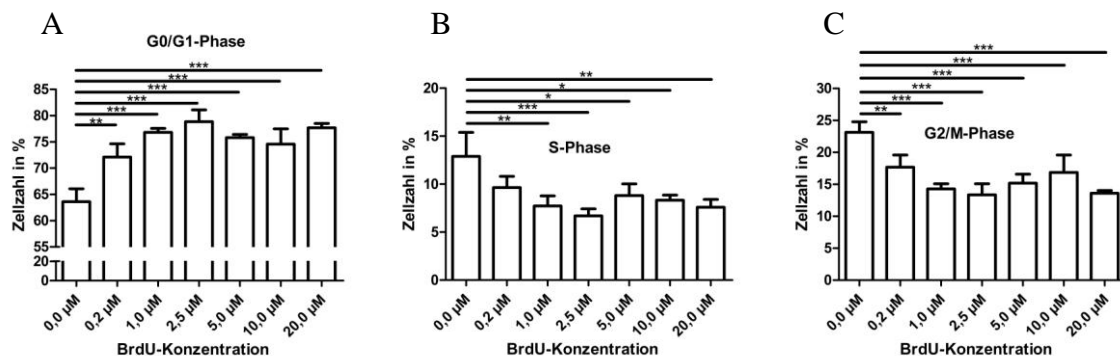 A
G0/G1-Phase
***
***
***
***
***
**
Zellzahl in %
85
80
75
70
65
60
55
20
0
0,0 µM
0,2 µM
1,0 µM
2,5 µM
5,0 µM
10,0 µM
20,0 µM
BrdU-Konzentration
B
**
*
*
***
**
S-Phase
Zellzahl in %
20
15
10
5
0
0,0 µM
0,2 µM
1,0 µM
2,5 µM
5,0 µM
10,0 µM
20,0 µM
BrdU-Konzentration
C
***
***
***
***
***
**
G2/M-Phase
Zellzahl in %
30
25
20
15
10
5
0
0,0 µM
0,2 µM
1,0 µM
2,5 µM
5,0 µM
10,0 µM
20,0 µM
BrdU-Konzentration